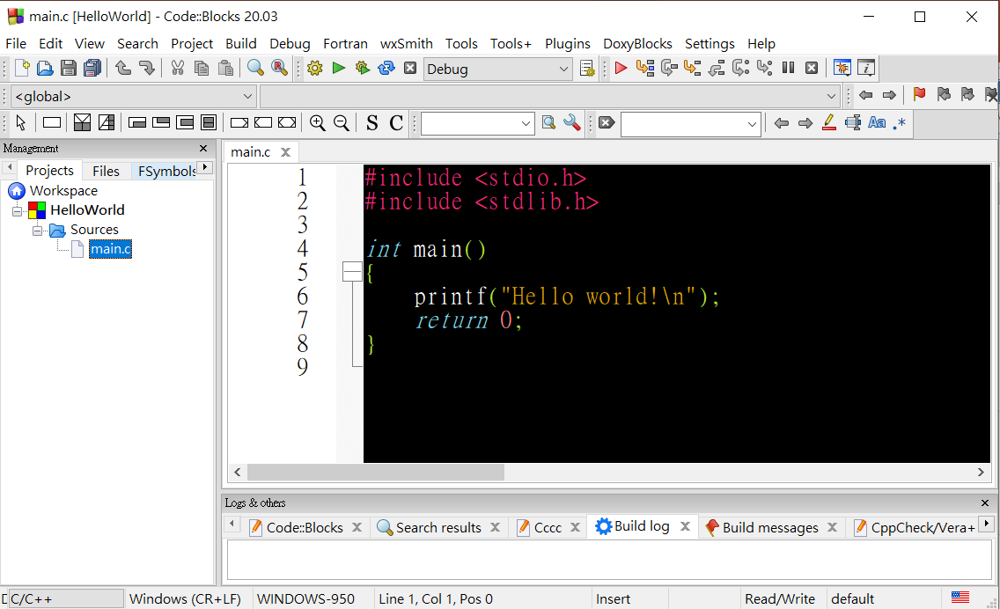 main.c [HelloWorld] - Code::Blocks 20.03
File Edit View Search Project Build Debug Fortran wxSmith Tools Tools+ Plugins DoxyBlocks Settings Help
Debug
<global>
S C
Aa .*
Management
Projects Files FSymbols
Workspace
HelloWorld
Sources
main.c
main.c
1 #include <stdio.h>
2 #include <stdlib.h>
3
4 int main()
5 {
6     printf("Hello world!\n");
7     return 0;
8 }
9
Logs & others
Code::Blocks Search results Cccc Build log Build messages CppCheck/Vera+
C/C++ Windows (CR+LF) WINDOWS-950 Line 1, Col 1, Pos 0 Insert Read/Write default